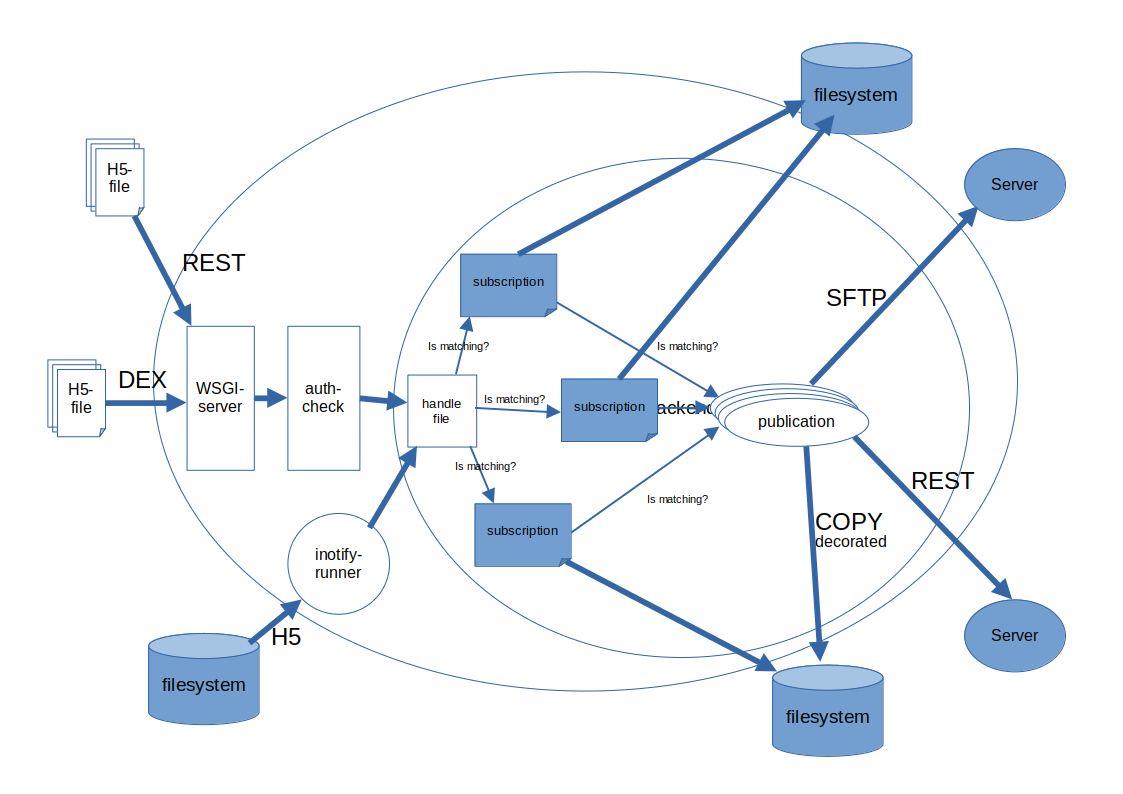 filesystem
H5-
file
Server
REST
subscription
SFTP
Is matching?
Is matching?
H5-
file
DEX
WSGI-
server
auth-
check
handle
file
Is matching?
subscription
publication
Is matching?
Is matching?
REST
subscription
COPY
decorated
inotify-
runner
H5
Server
filesystem
filesystem